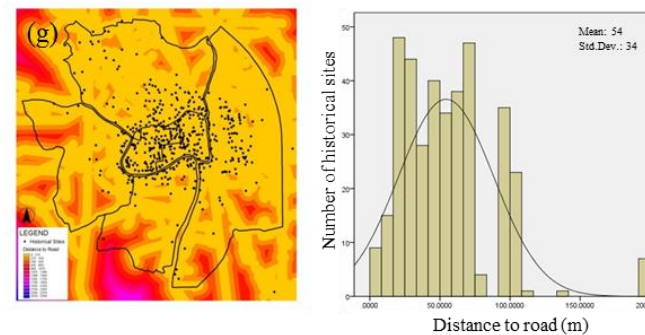 (g)
LEGEND
Historical Sites
Distance to Road
Mean: 54
Std.Dev.: 34
Number of historical sites
50
40
30
20
10
0
.0000
50.0000
100.0000
150.0000
Distance to road (m)